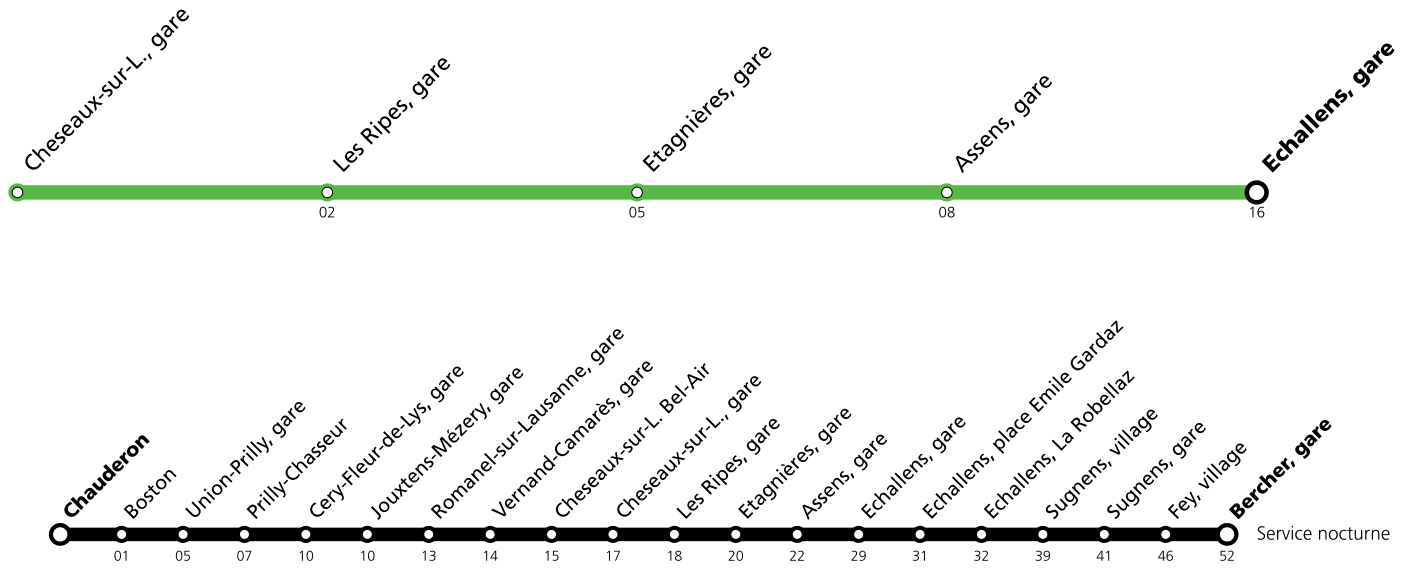 Cheseaux-sur-L., gare
Les Ripes, gare
Etagnières, gare
Assens, gare
Echallens, gare
02
05
08
16
Chauderon
Boston
Union-Prilly, gare
Prilly-Chasseur
Cery-Fleur-de-Lys, gare
Jouxtens-Mézery, gare
Romanel-sur-Lausanne, gare
Vernand-Camarès, gare
Cheseaux-sur-L. Bel-Air
Cheseaux-sur-L., gare
Les Ripes, gare
Etagnières, gare
Assens, gare
Echallens, gare
Echallens, place Emile Gardaz
Echallens, La Robellaz
Sugnens, village
Sugnens, gare
Fey, village
Bercher, gare
Service nocturne
01
05
07
10
10
13
14
15
17
18
20
22
29
31
32
39
41
46
52